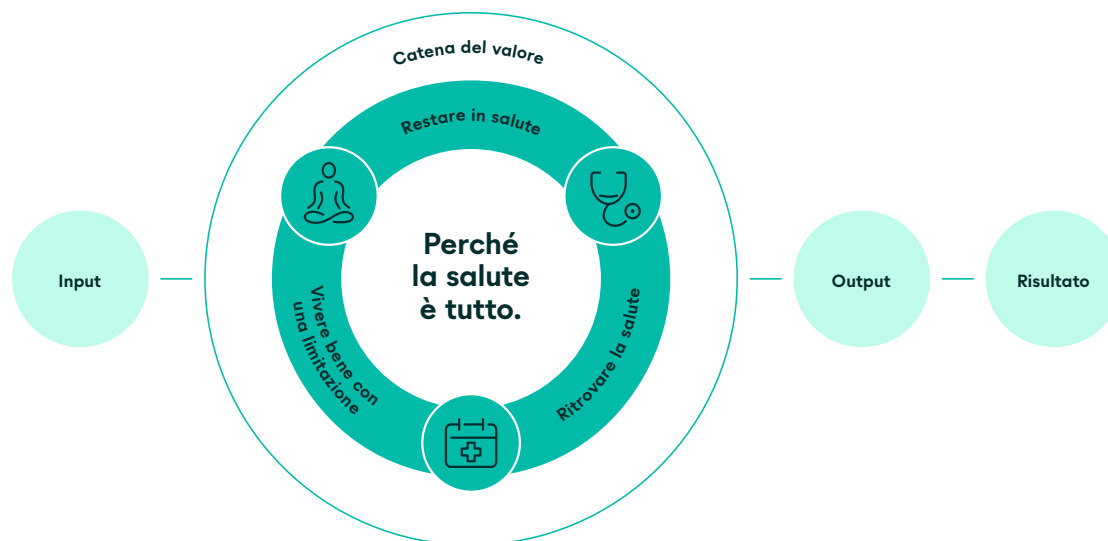 Catena del valore
Restare in salute
Perché
la salute
è tutto.
Input
Output
Risultato
Vivere bene con
una limitazione
Ritrovare la salute